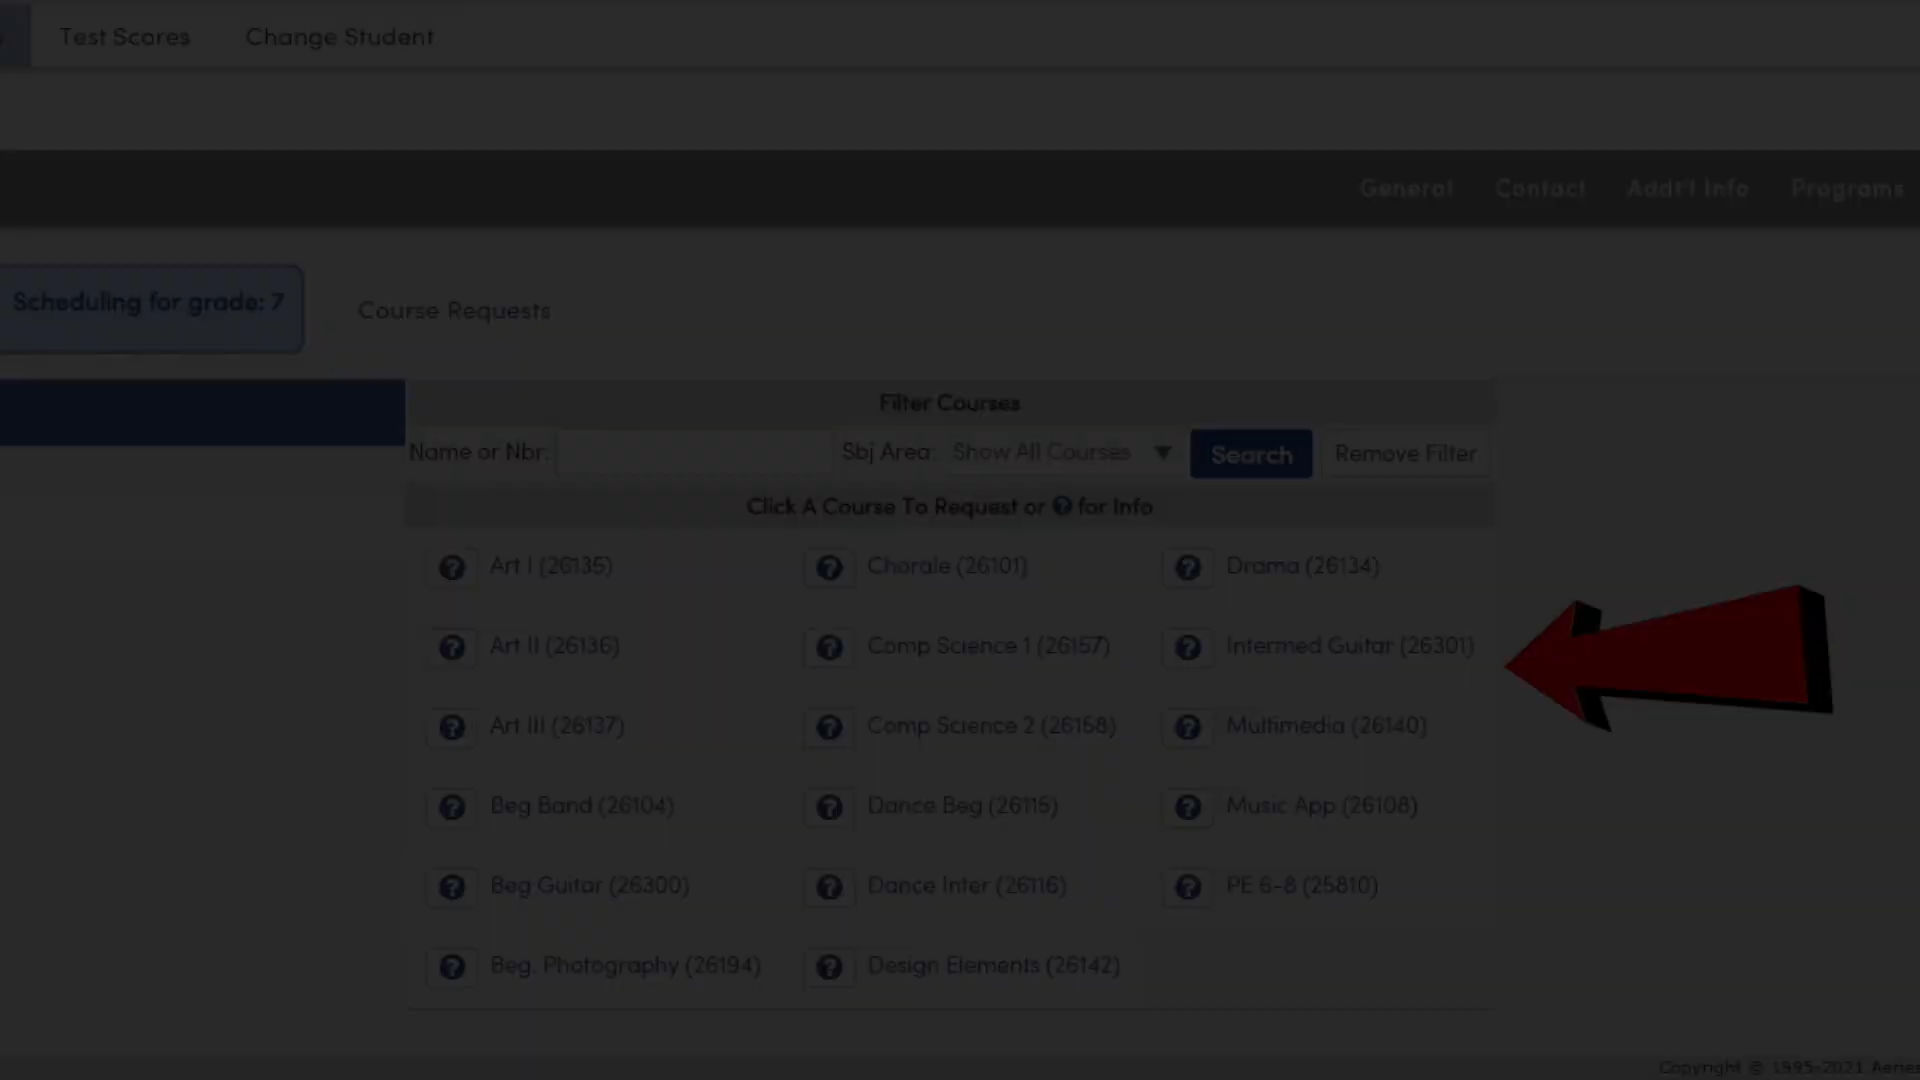 Test Scores Change Student
General Contact Addt'l Info Programs
Scheduling for grade: 7
Course Requests
Filter Courses
Name or Nbr: Sbj Area: Show All Courses Search Remove Filter
Click A Course To Request or ? for Info
? Art I (26135) ? Chorale (26101) ? Drama (26134)
? Art II (26136) ? Comp Science 1 (26157) ? Intermed Guitar (26301)
? Art III (26137) ? Comp Science 2 (26158) ? Multimedia (26140)
? Beg Band (26104) ? Dance Beg (26115) ? Music App (26108)
? Beg Guitar (26300) ? Dance Inter (26116) ? PE 6-8 (25810)
? Beg. Photography (26194) ? Design Elements (26142)
Copyright © 1995-2021